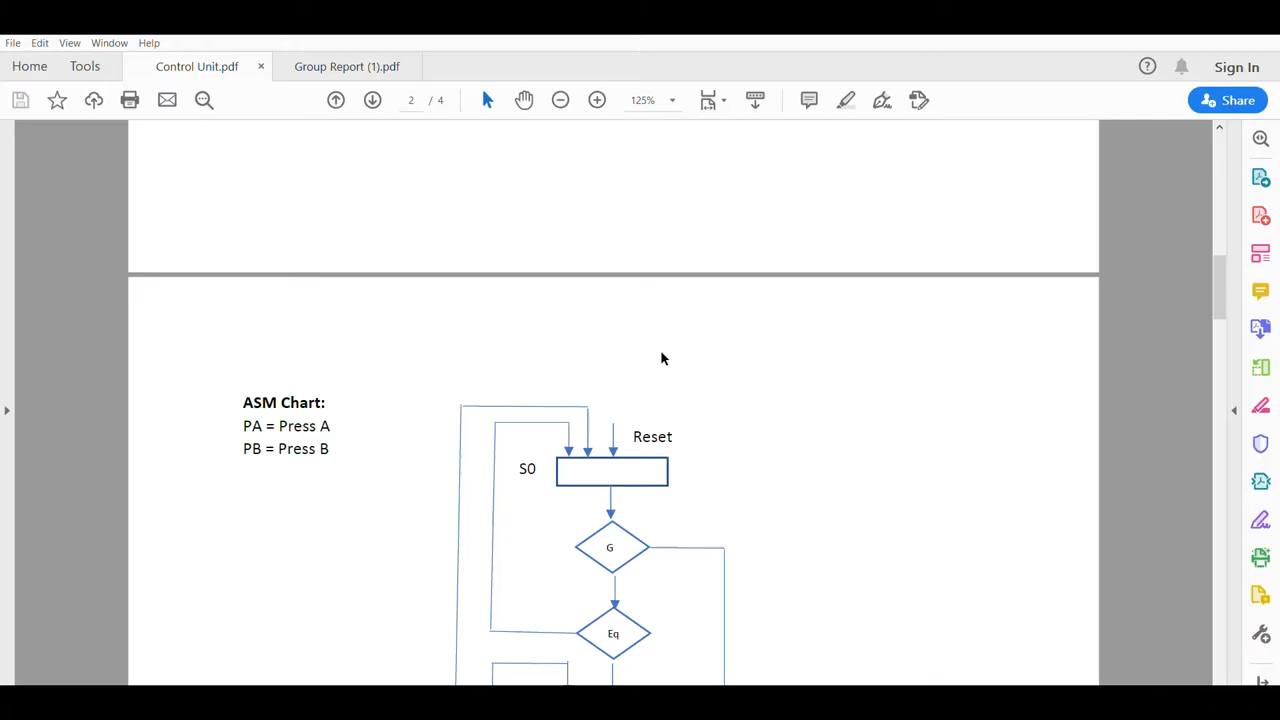 File Edit View Window Help
Home Tools Control Unit.pdf × Group Report (1).pdf Sign In
2 / 4 125% Share
ASM Chart:
PA = Press A
PB = Press B
Reset
S0
G
Eq